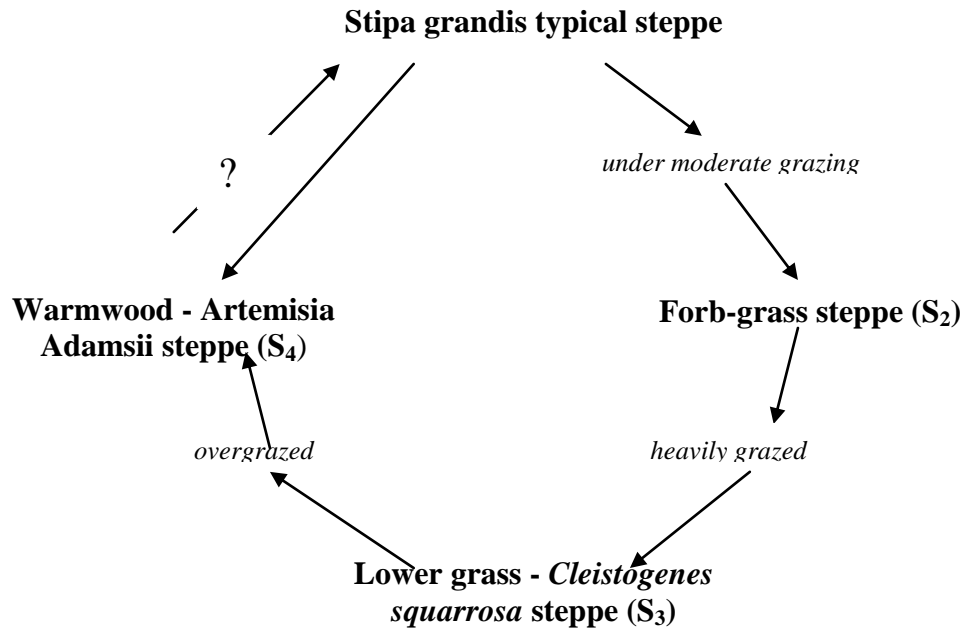 Stipa grandis typical steppe
under moderate grazing
?
Warmwood - Artemisia
Adamsii steppe (S₄)
Forb-grass steppe (S₂)
overgrazed
heavily grazed
Lower grass - Cleistogenes
squarrosa steppe (S₃)